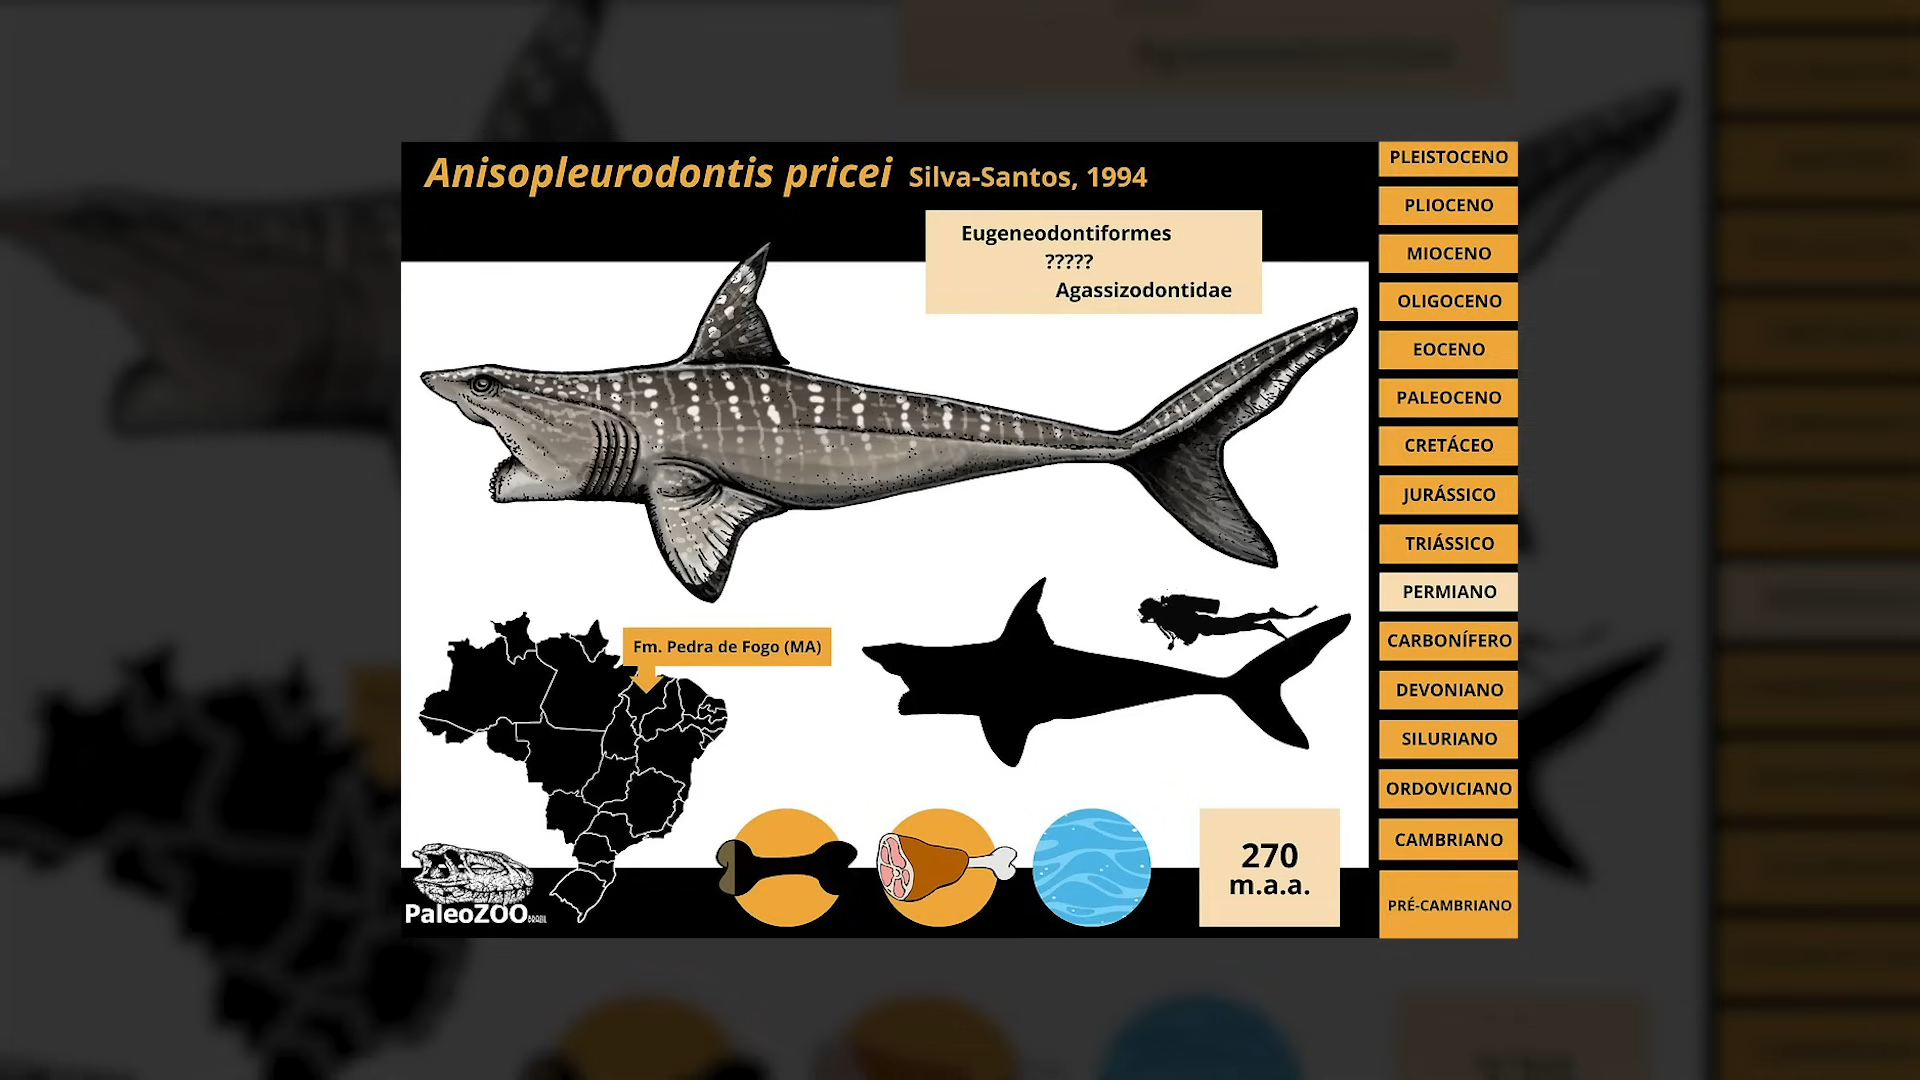 Anisopleurodontis pricei Silva-Santos, 1994
Eugeneodontiformes
?????
Agassizodontidae
Fm. Pedra de Fogo (MA)
PaleoZOO BRASIL
270
m.a.a.
PLEISTOCENO
PLIOCENO
MIOCENO
OLIGOCENO
EOCENO
PALEOCENO
CRETÁCEO
JURÁSSICO
TRIÁSSICO
PERMIANO
CARBONÍFERO
DEVONIANO
SILURIANO
ORDOVICIANO
CAMBRIANO
PRÉ-CAMBRIANO